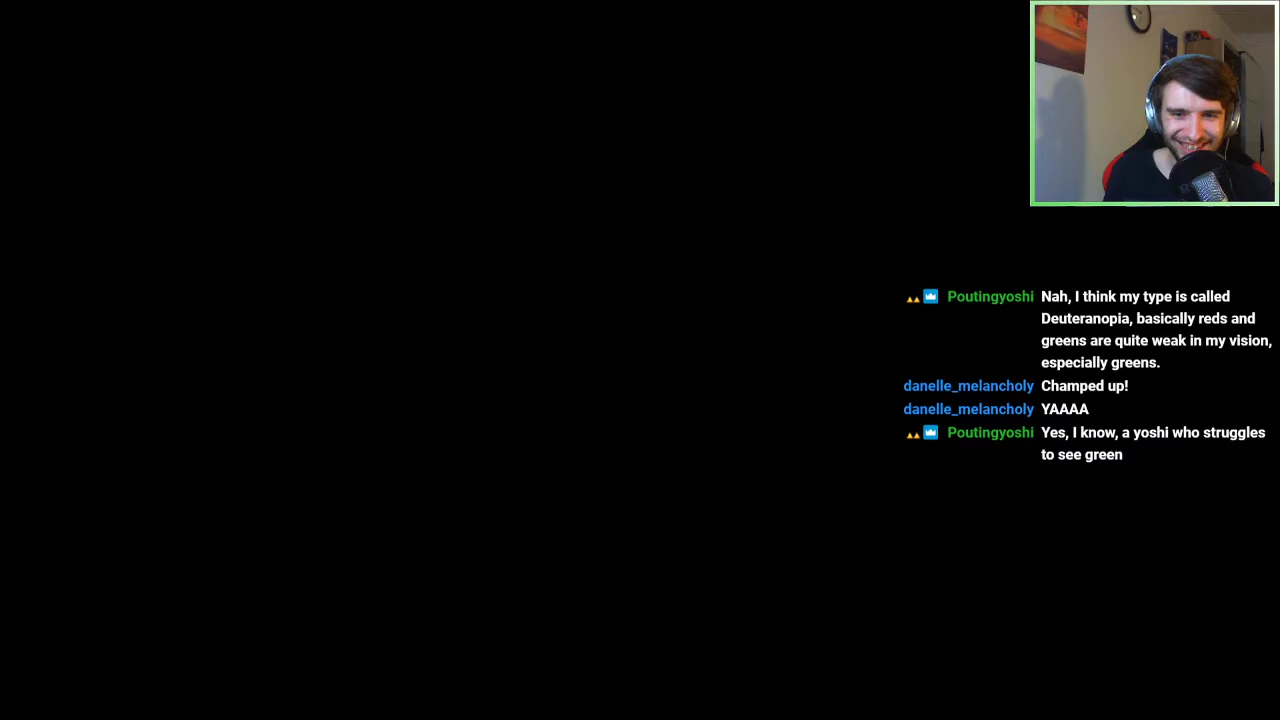 Poutingyoshi Nah, I think my type is called
Deuteranopia, basically reds and
greens are quite weak in my vision,
especially greens.
danelle_melancholy Champed up!
danelle_melancholy YAAAA
Poutingyoshi Yes, I know, a yoshi who struggles
to see green